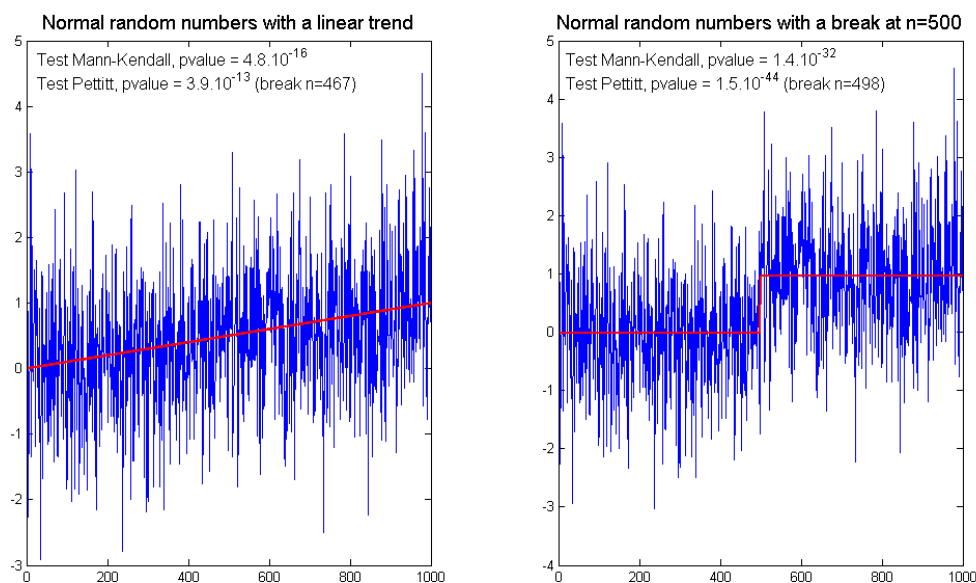 Normal random numbers with a linear trend
Test Mann-Kendall, pvalue = 4.8.10^-16
Test Pettitt, pvalue = 3.9.10^-13 (break n=467)
5
4
3
2
1
0
-1
-2
-3
0 200 400 600 800 1000
Normal random numbers with a break at n=500
Test Mann-Kendall, pvalue = 1.4.10^-32
Test Pettitt, pvalue = 1.5.10^-44 (break n=498)
5
4
3
2
1
0
-1
-2
-3
-4
0 200 400 600 800 1000